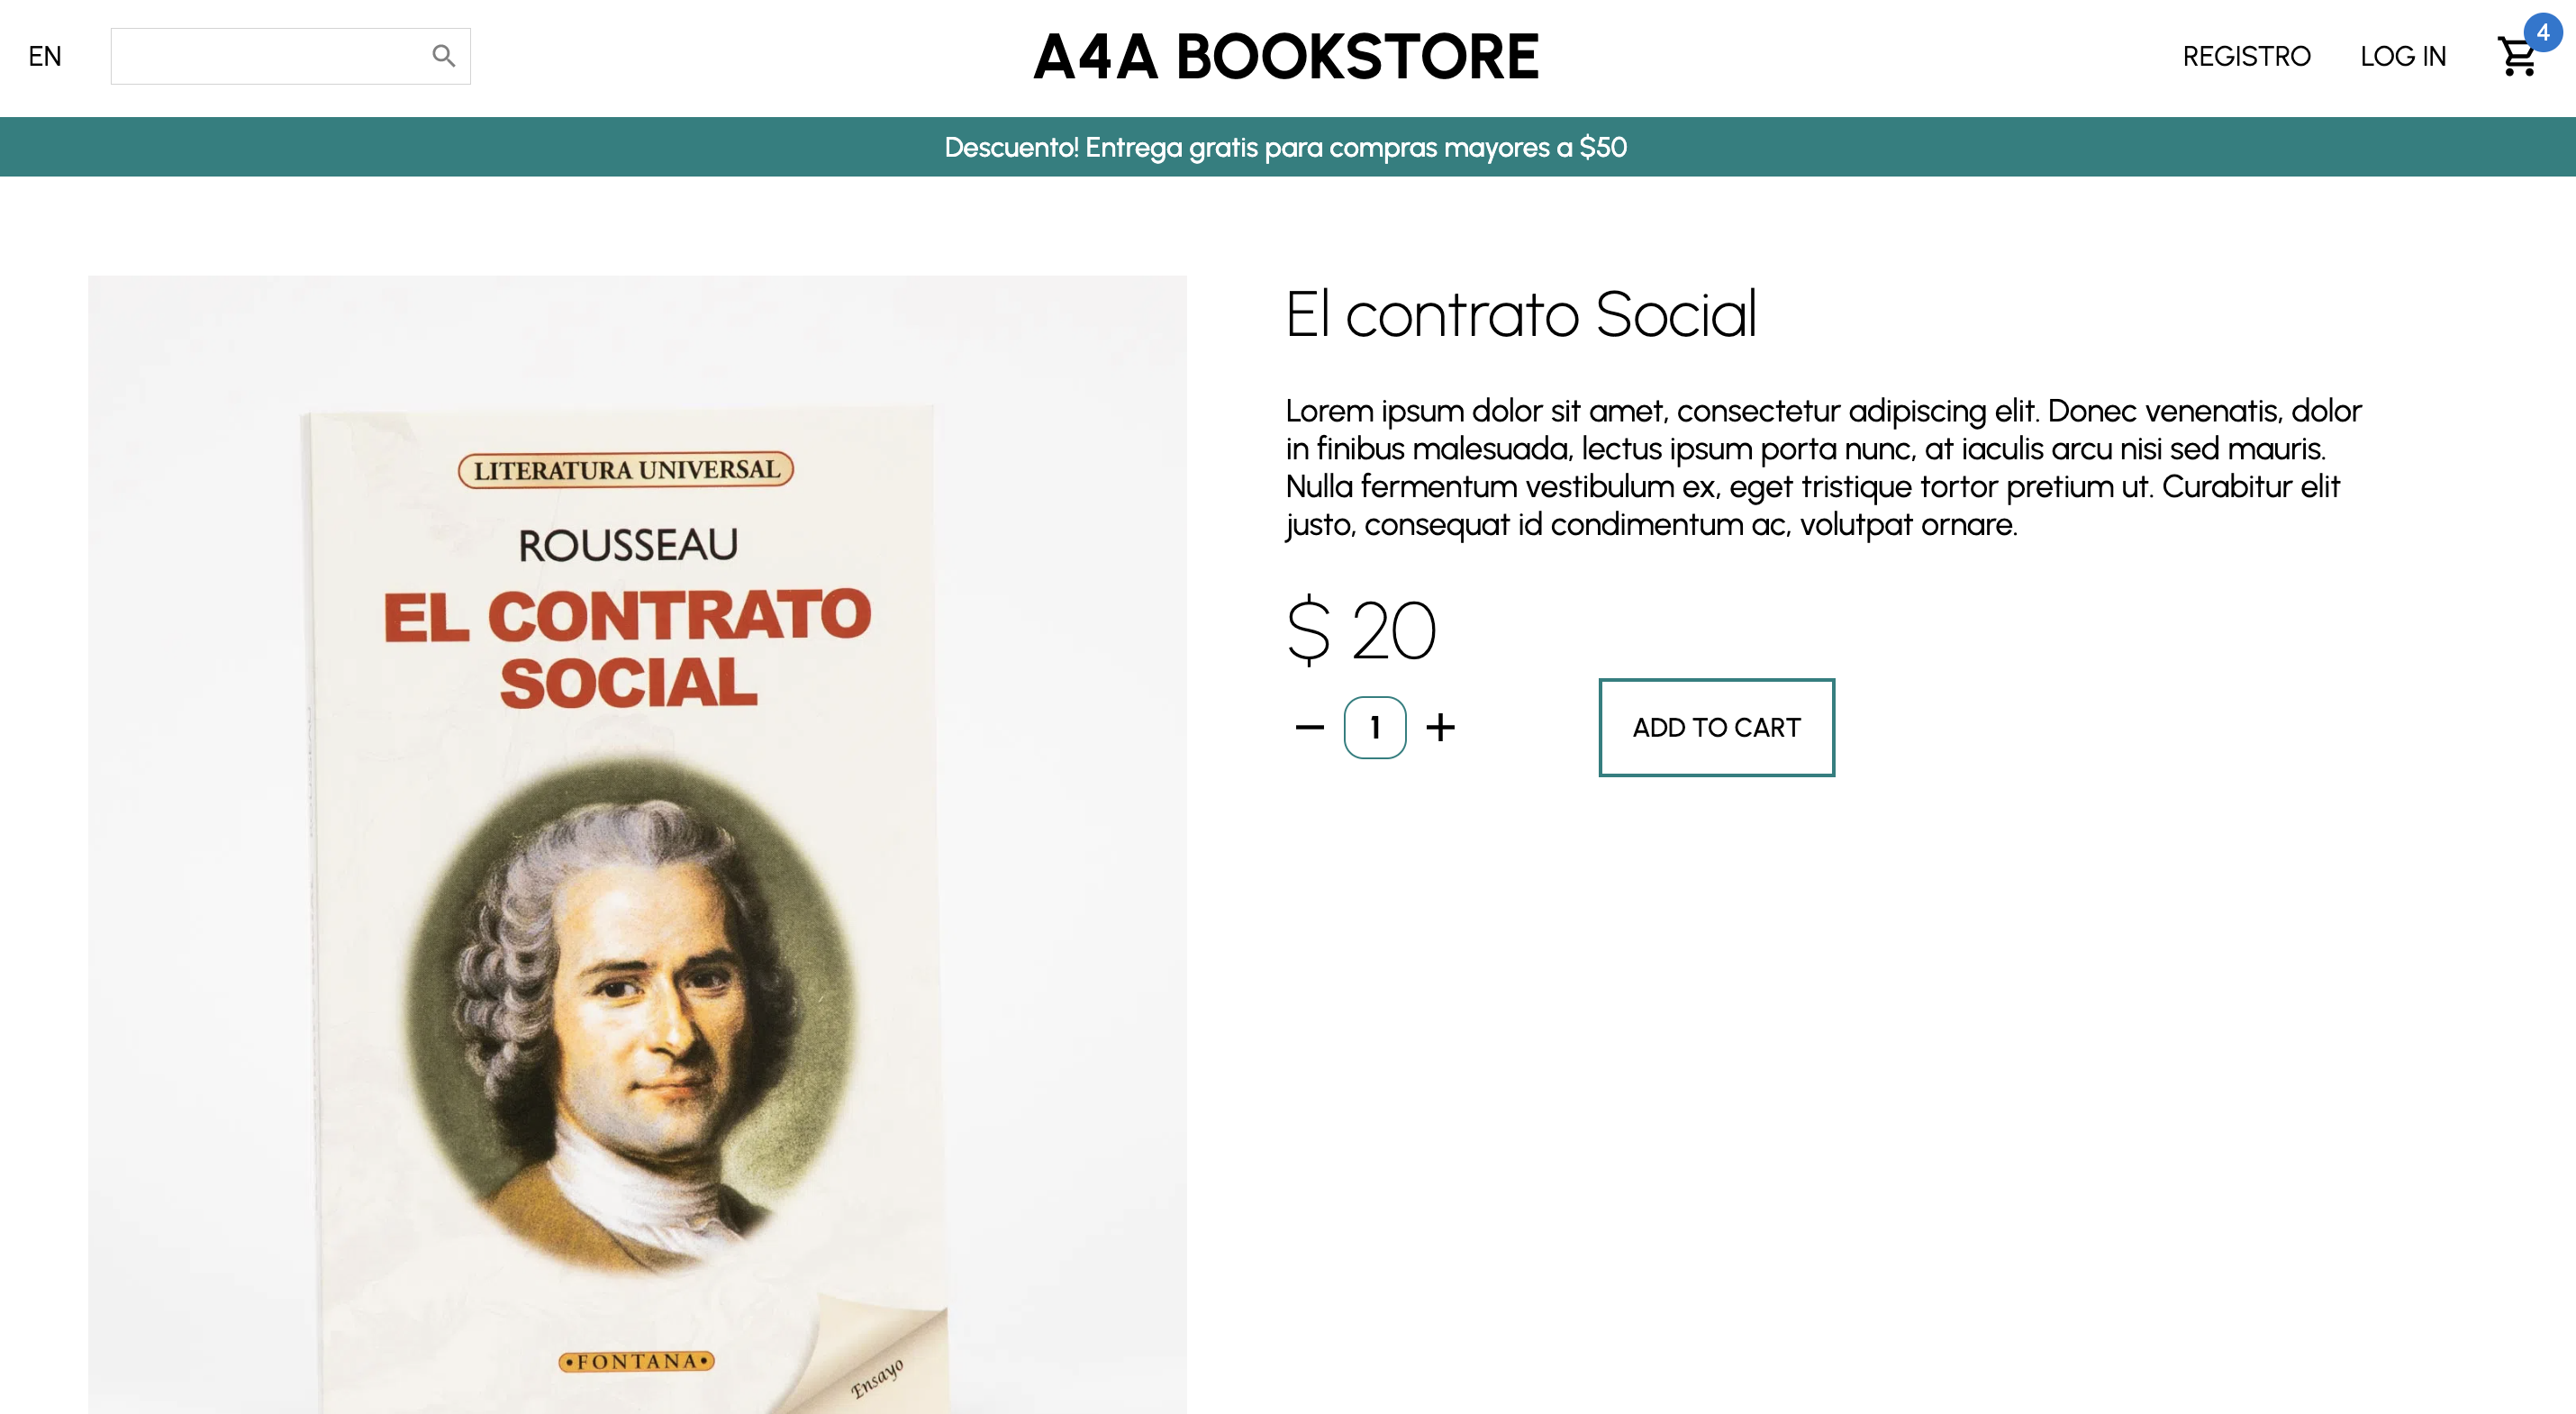 EN
A4A BOOKSTORE
REGISTRO
LOG IN
4
Descuento! Entrega gratis para compras mayores a $50
LITERATURA UNIVERSAL
ROUSSEAU
EL CONTRATO
SOCIAL
•FONTANA•
Ensayo
El contrato Social
Lorem ipsum dolor sit amet, consectetur adipiscing elit. Donec venenatis, dolor
in finibus malesuada, lectus ipsum porta nunc, at iaculis arcu nisi sed mauris.
Nulla fermentum vestibulum ex, eget tristique tortor pretium ut. Curabitur elit
justo, consequat id condimentum ac, volutpat ornare.
$ 20
− 1 +
ADD TO CART